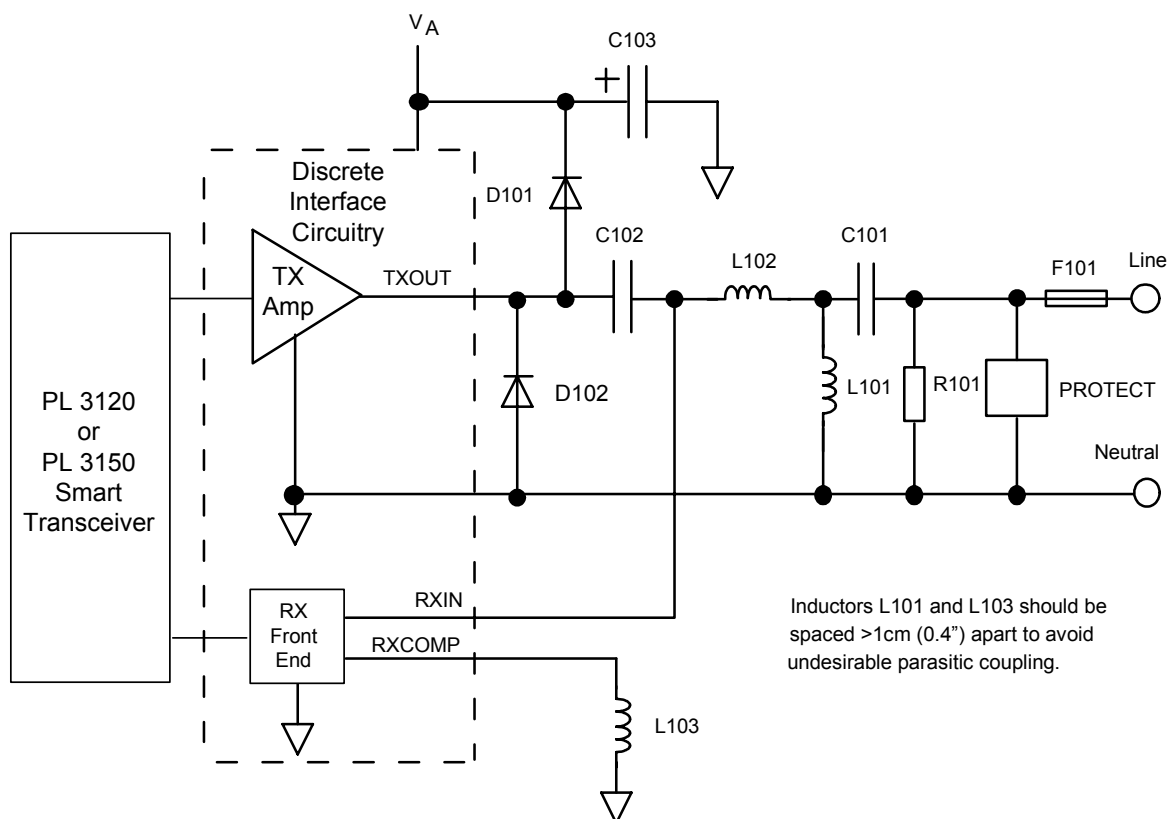 VA
C103
+
Discrete
Interface
Circuitry
D101
C102
C101
L102
F101
Line
TX
Amp
TXOUT
D102
L101
R101
PROTECT
PL 3120
or
PL 3150
Smart
Transceiver
Neutral
RX
Front
End
RXIN
RXCOMP
L103
Inductors L101 and L103 should be
spaced >1cm (0.4”) apart to avoid
undesirable parasitic coupling.